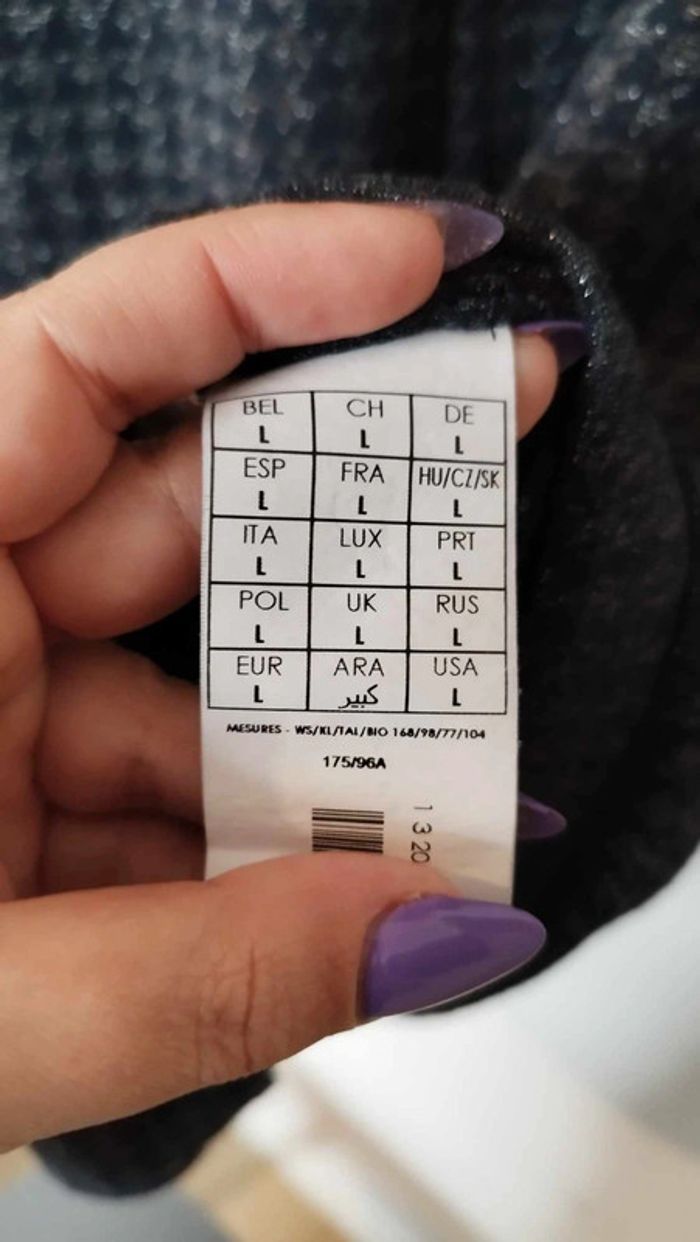 BEL CH DE
L L L
ESP FRA HU/CZ/SK
L L L
ITA LUX PRT
L L L
POL UK RUS
L L L
EUR ARA USA
L كبير L
MESURES - WS/KL/TAL/BIO 168/98/77/104
175/96A
1 3 20